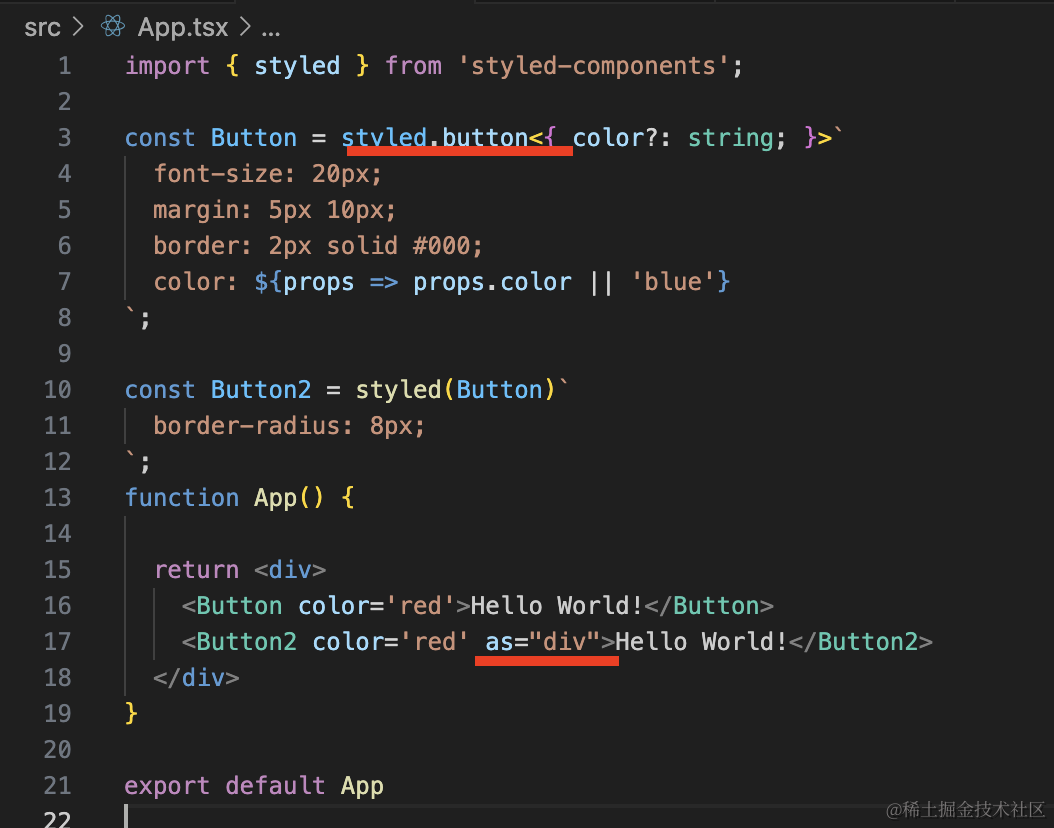 src > App.tsx > ...
1 import { styled } from 'styled-components';
2
3 const Button = styled.button<{ color?: string; }>`
4   font-size: 20px;
5   margin: 5px 10px;
6   border: 2px solid #000;
7   color: ${props => props.color || 'blue'}
8 `;
9
10 const Button2 = styled(Button)`
11   border-radius: 8px;
12 `;
13 function App() {
14
15   return <div>
16     <Button color='red'>Hello World!</Button>
17     <Button2 color='red' as="div">Hello World!</Button2>
18   </div>
19 }
20
21 export default App
22
@稀土掘金技术社区